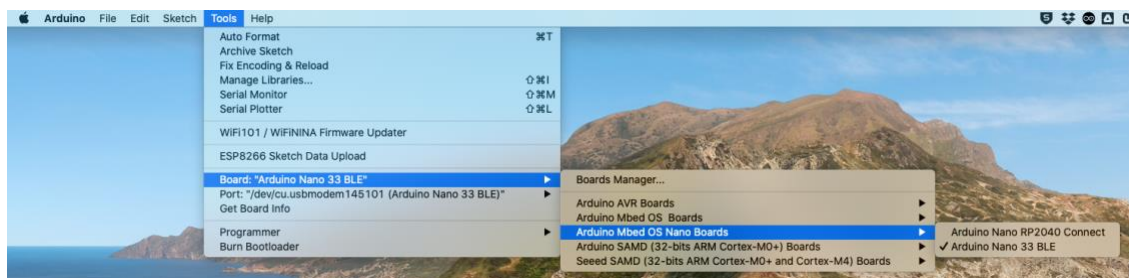 Arduino File Edit Sketch Tools Help
Auto Format ⌘T
Archive Sketch
Fix Encoding & Reload
Manage Libraries... ⇧⌘I
Serial Monitor ⇧⌘M
Serial Plotter ⇧⌘L
WiFi101 / WiFiNINA Firmware Updater
ESP8266 Sketch Data Upload
Board: "Arduino Nano 33 BLE"
Port: "/dev/cu.usbmodem145101 (Arduino Nano 33 BLE)"
Get Board Info
Programmer
Burn Bootloader
Boards Manager...
Arduino AVR Boards
Arduino Mbed OS Boards
Arduino Mbed OS Nano Boards
Arduino SAMD (32-bits ARM Cortex-M0+) Boards
Seeed SAMD (32-bits ARM Cortex-M0+ and Cortex-M4) Boards
Arduino Nano RP2040 Connect
✓ Arduino Nano 33 BLE